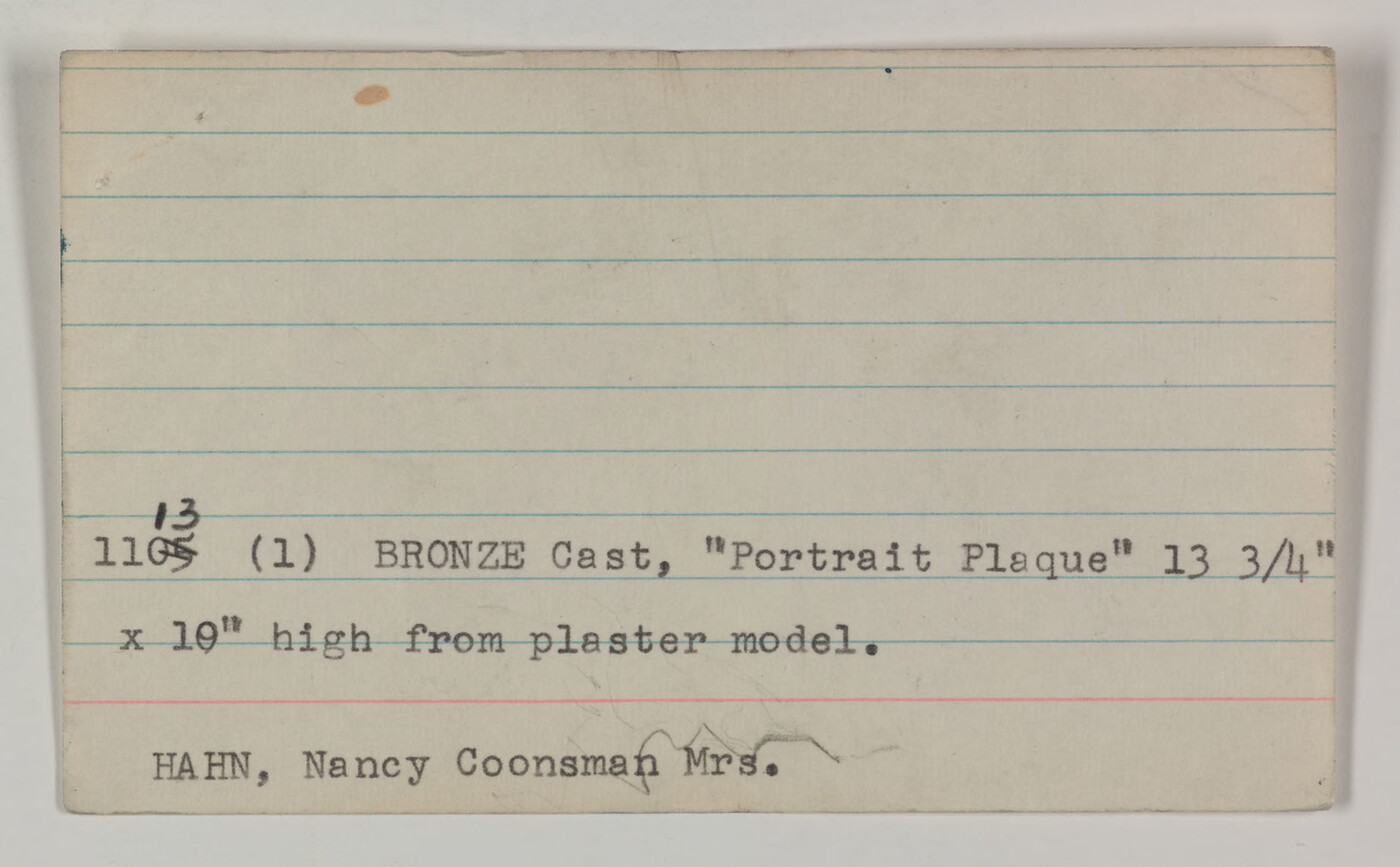 13
1105 (1) BRONZE Cast, "Portrait Plaque" 13 3/4"
x 10" high from plaster model.
HAHN, Nancy Coonsman Mrs.